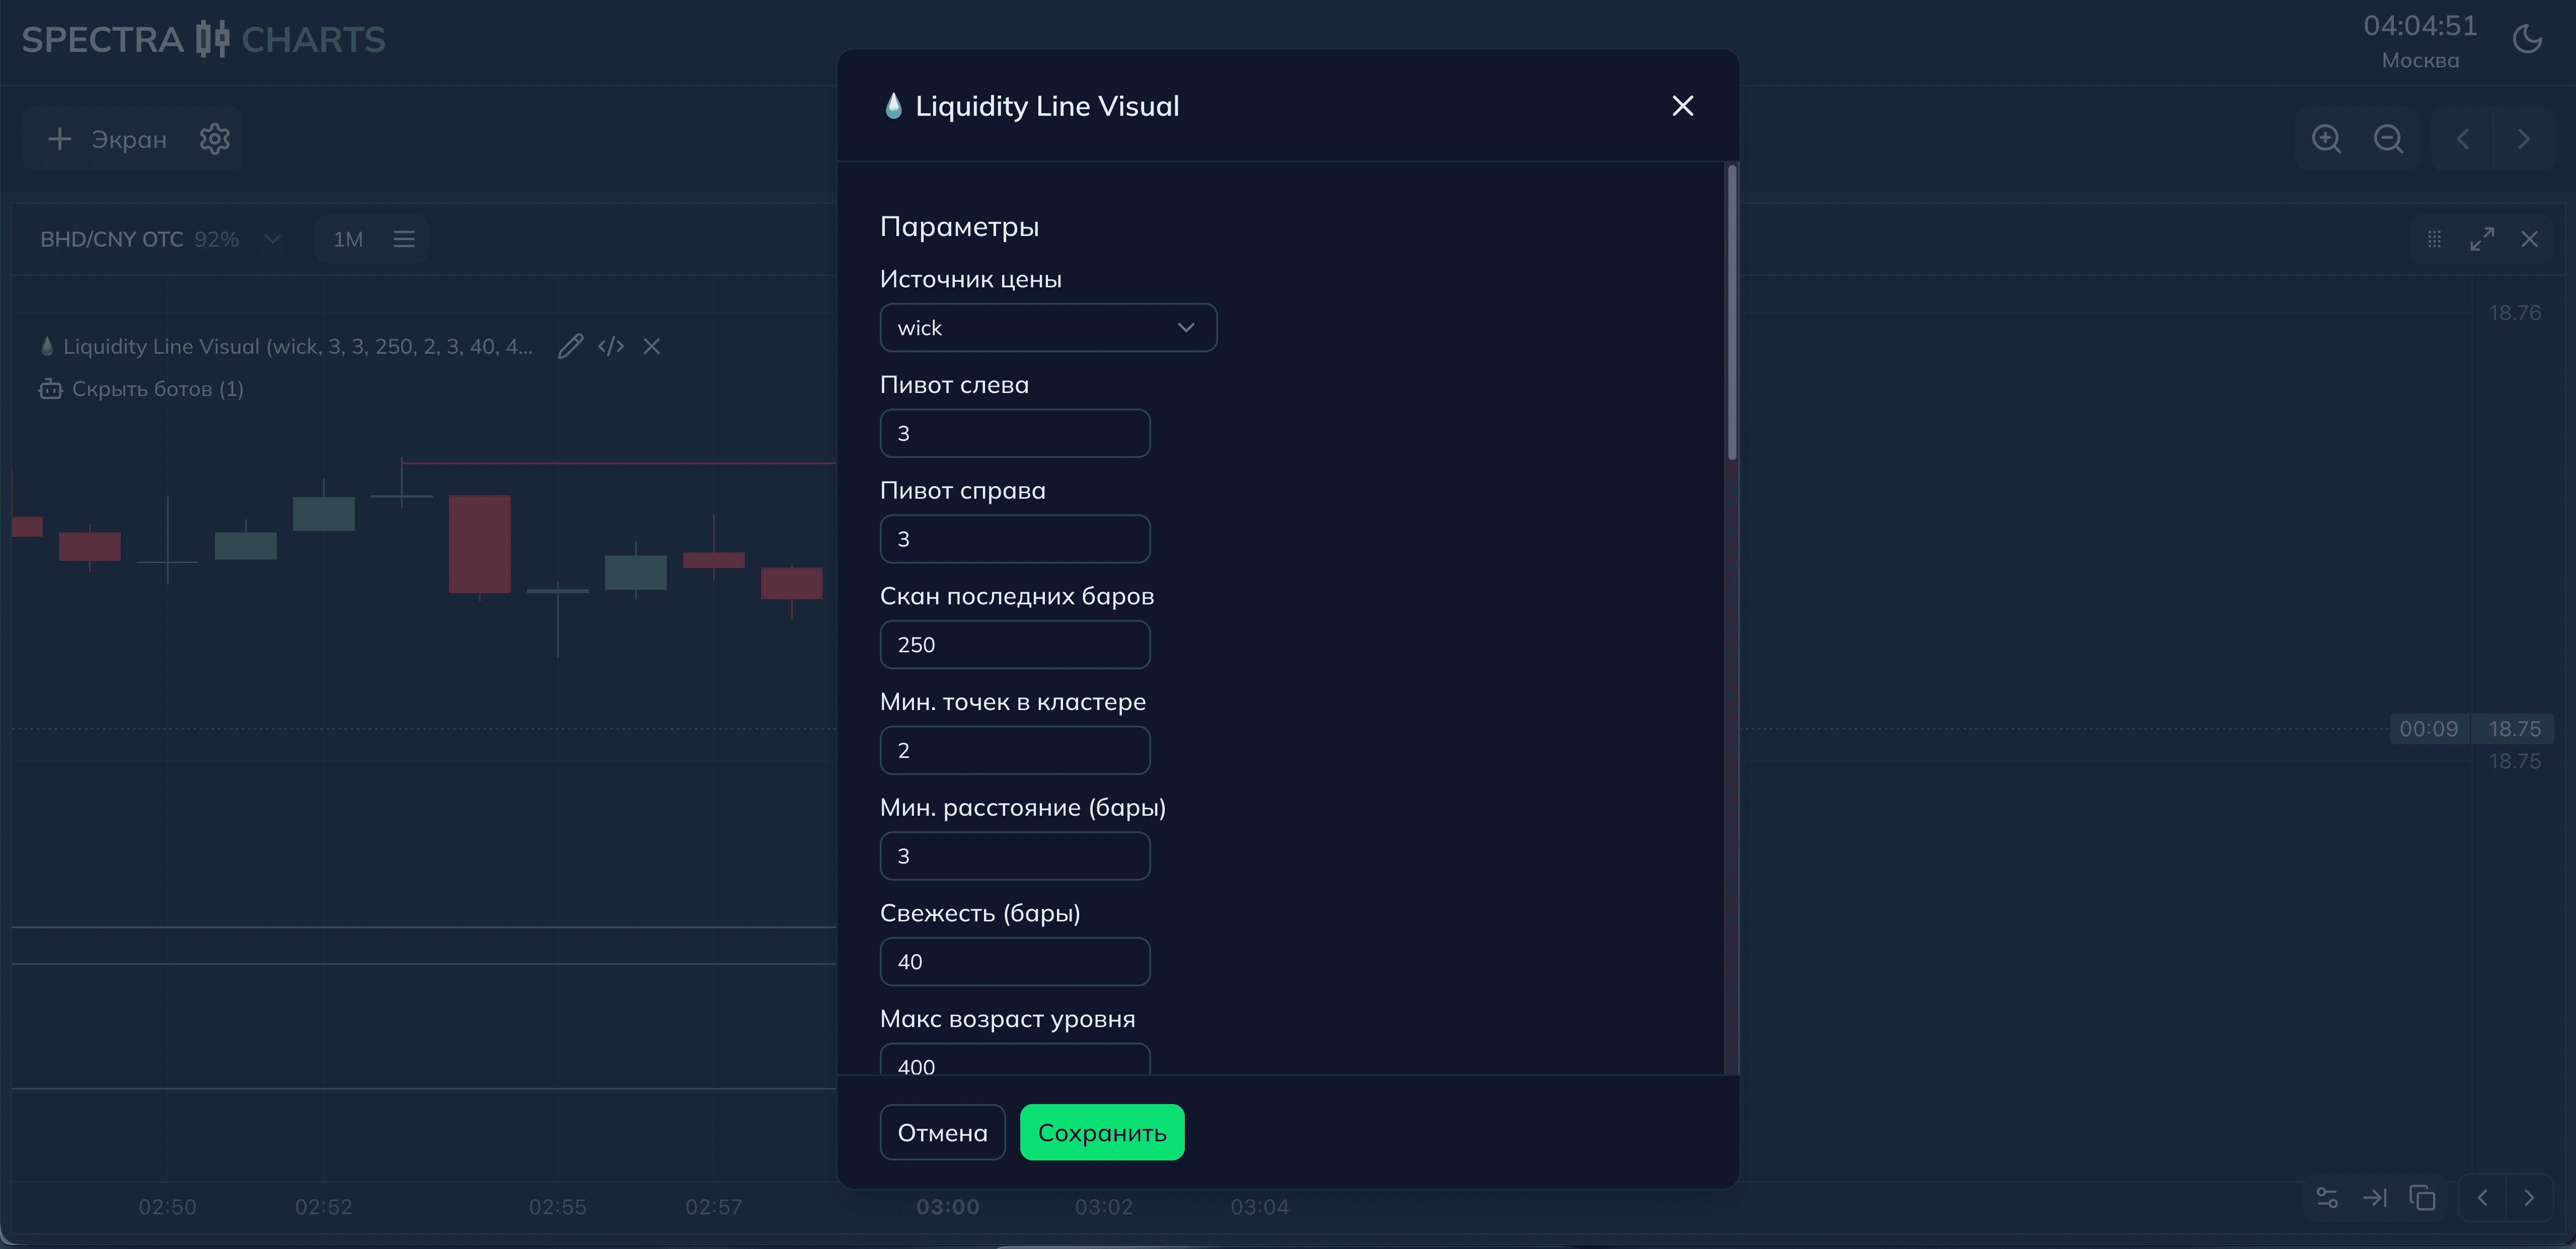 SPECTRA CHARTS
04:04:51
Москва
Экран
BHD/CNY OTC 92%
1M
Liquidity Line Visual (wick, 3, 3, 250, 2, 3, 40, 4...
Скрыть ботов (1)
Liquidity Line Visual
Параметры
Источник цены
wick
Пивот слева
3
Пивот справа
3
Скан последних баров
250
Мин. точек в кластере
2
Мин. расстояние (бары)
3
Свежесть (бары)
40
Макс возраст уровня
400
Отмена
Сохранить
18.76
00:09 18.75
18.75
02:50 02:52 02:55 02:57 03:00 03:02 03:04